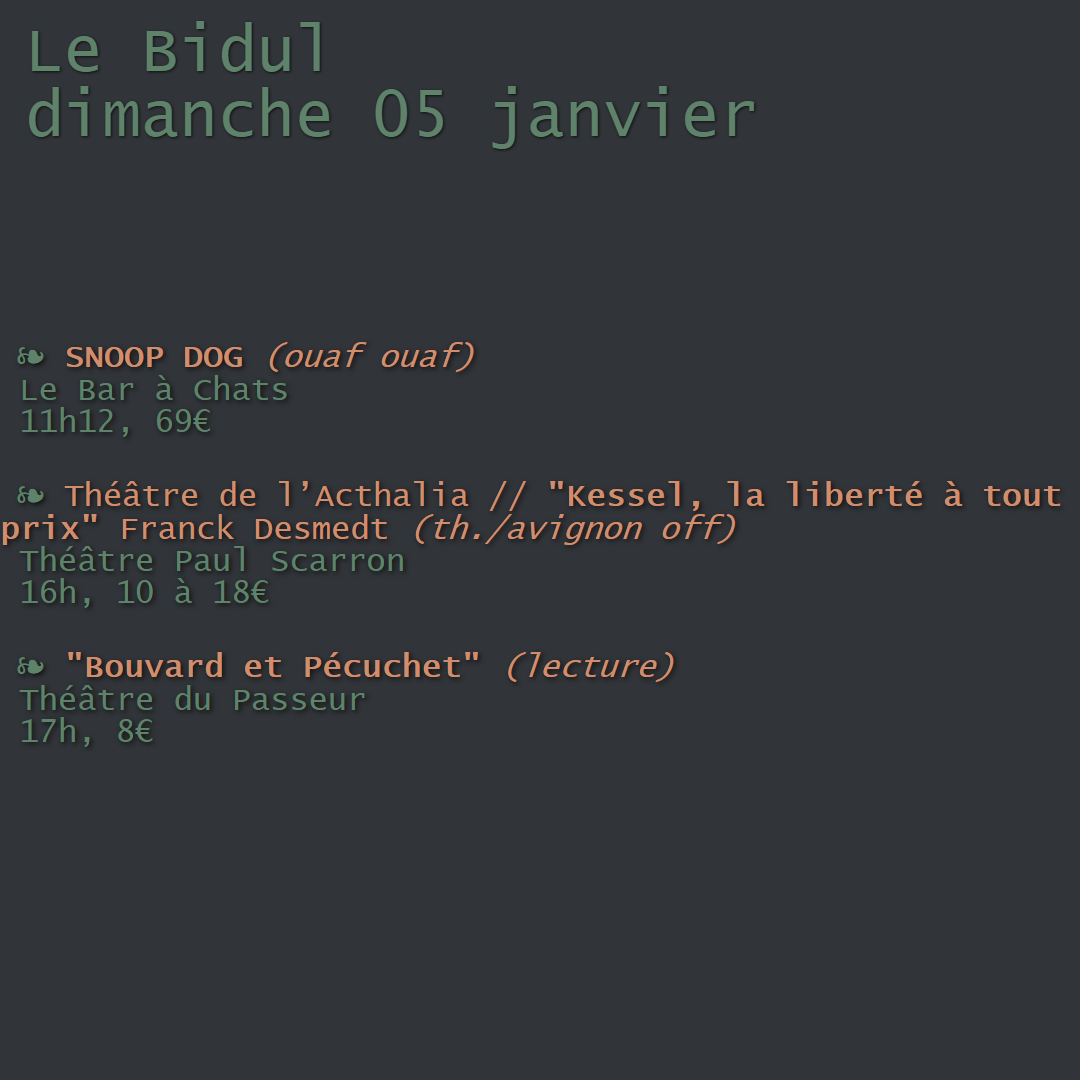 Le Bidul
dimanche 05 janvier
❧ SNOOP DOG (ouaf ouaf)
Le Bar à Chats
11h12, 69€
❧ Théâtre de l’Acthalia // "Kessel, la liberté à tout
prix" Franck Desmedt (th./avignon off)
Théâtre Paul Scarron
16h, 10 à 18€
❧ "Bouvard et Pécuchet" (lecture)
Théâtre du Passeur
17h, 8€